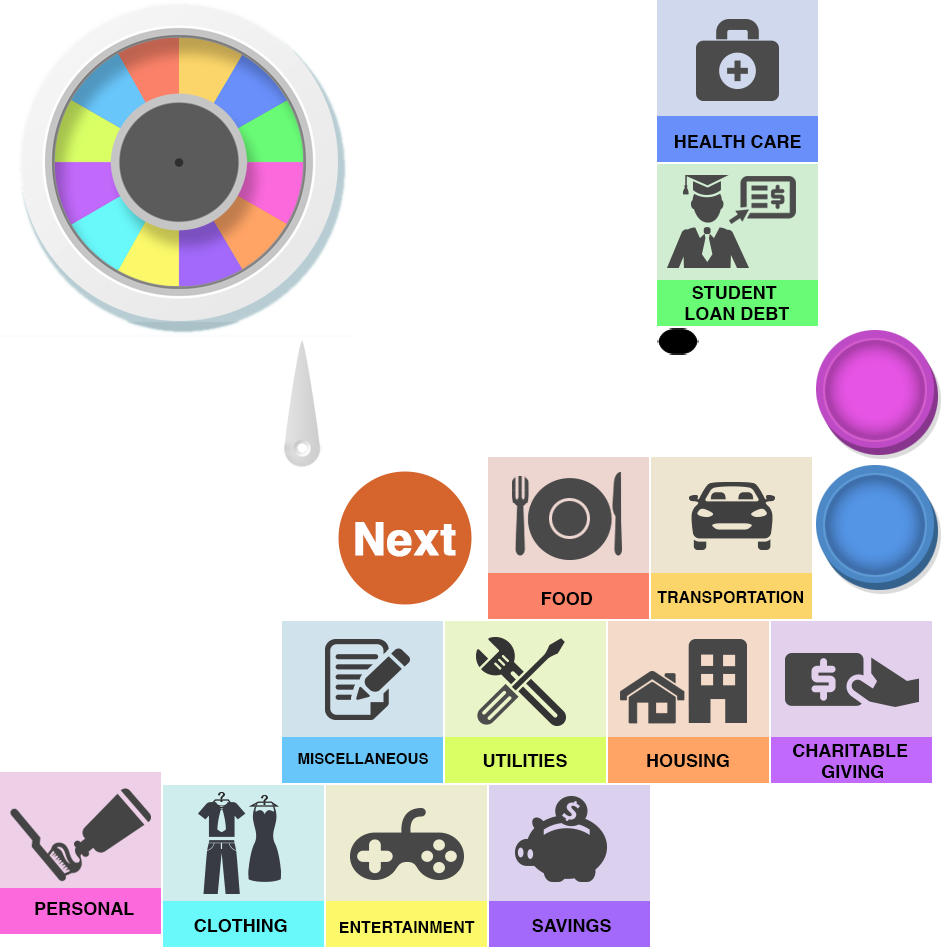 HEALTH CARE
STUDENT
LOAN DEBT
Next
FOOD
TRANSPORTATION
MISCELLANEOUS
UTILITIES
HOUSING
CHARITABLE
GIVING
PERSONAL
CLOTHING
ENTERTAINMENT
SAVINGS